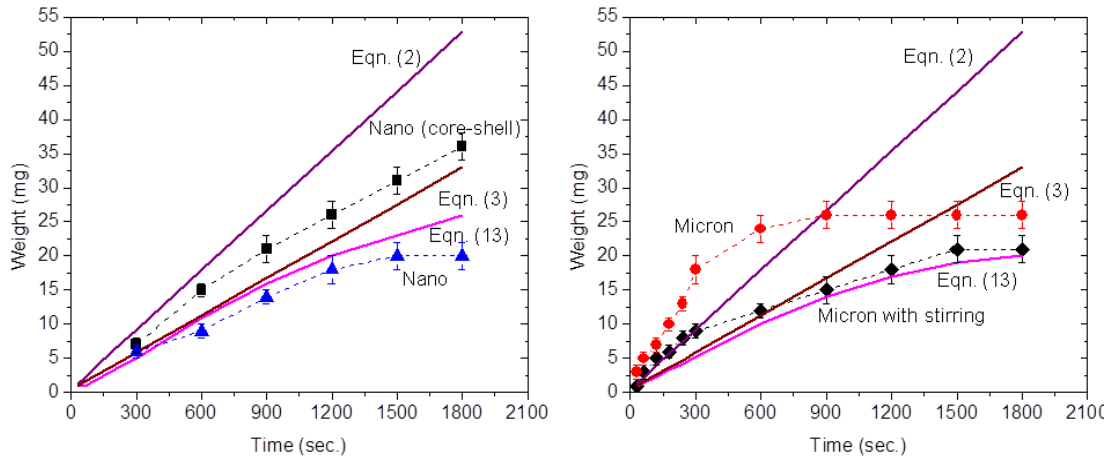 55
50
45
40
35
30
25
20
15
10
5
0
Weight (mg)
Eqn. (2)
Nano (core-shell)
Eqn. (3)
Eqn. (13)
Nano
0 300 600 900 1200 1500 1800 2100
Time (sec.)
55
50
45
40
35
30
25
20
15
10
5
0
Weight (mg)
Eqn. (2)
Eqn. (3)
Micron
Eqn. (13)
Micron with stirring
0 300 600 900 1200 1500 1800 2100
Time (sec.)